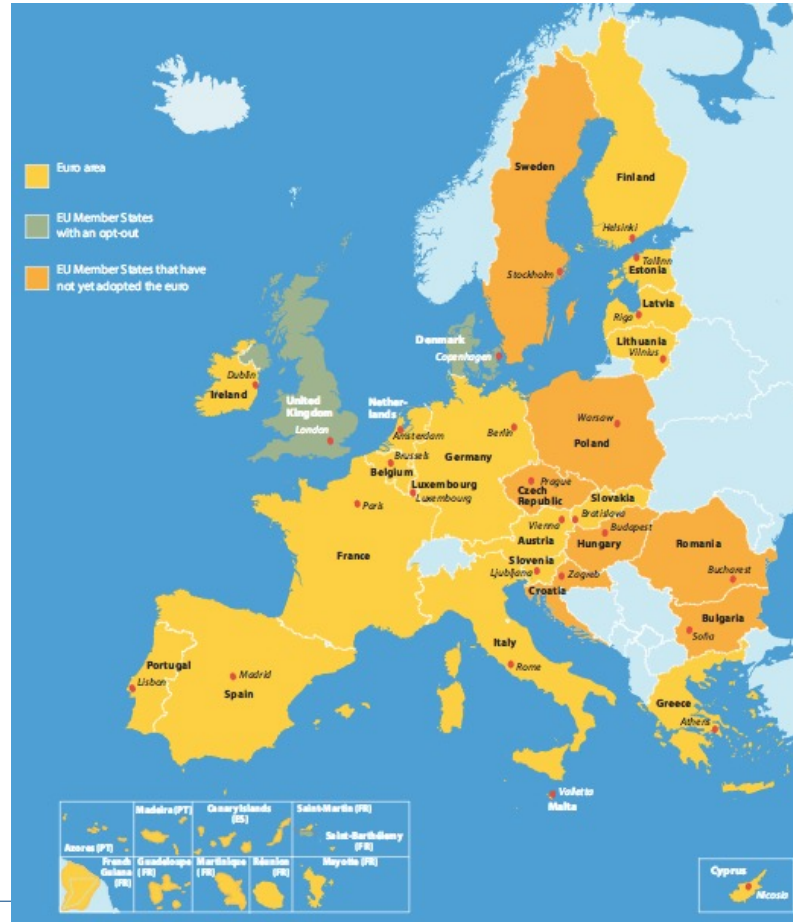 Euro area
EU Member States
with an opt-out
EU Member States that have
not yet adopted the euro
Sweden
Finland
Helsinki
Tallinn
Estonia
Stockholm
Latvia
Riga
Lithuania
Vilnius
Denmark
Copenhagen
Dublin
Ireland
United
Kingdom
London
Nether-
lands
Amsterdam
Berlin
Warsaw
Poland
Brussels
Belgium
Germany
Luxembourg
Luxembourg
Prague
Czech
Republic
Slovakia
Paris
Vienna
Bratislava
Budapest
Austria
Hungary
Romania
France
Slovenia
Ljubljana
Zagreb
Croatia
Bucharest
Bulgaria
Sofia
Italy
Rome
Portugal
Lisbon
Madrid
Spain
Greece
Athens
Valletta
Malta
Azores (PT)
Madeira (PT)
Canary Islands
(ES)
Saint-Martin (FR)
Saint-Barthélemy
(FR)
French
Guiana
(FR)
Guadeloupe
(FR)
Martinique
(FR)
Réunion
(FR)
Mayotte (FR)
Cyprus
Nicosia